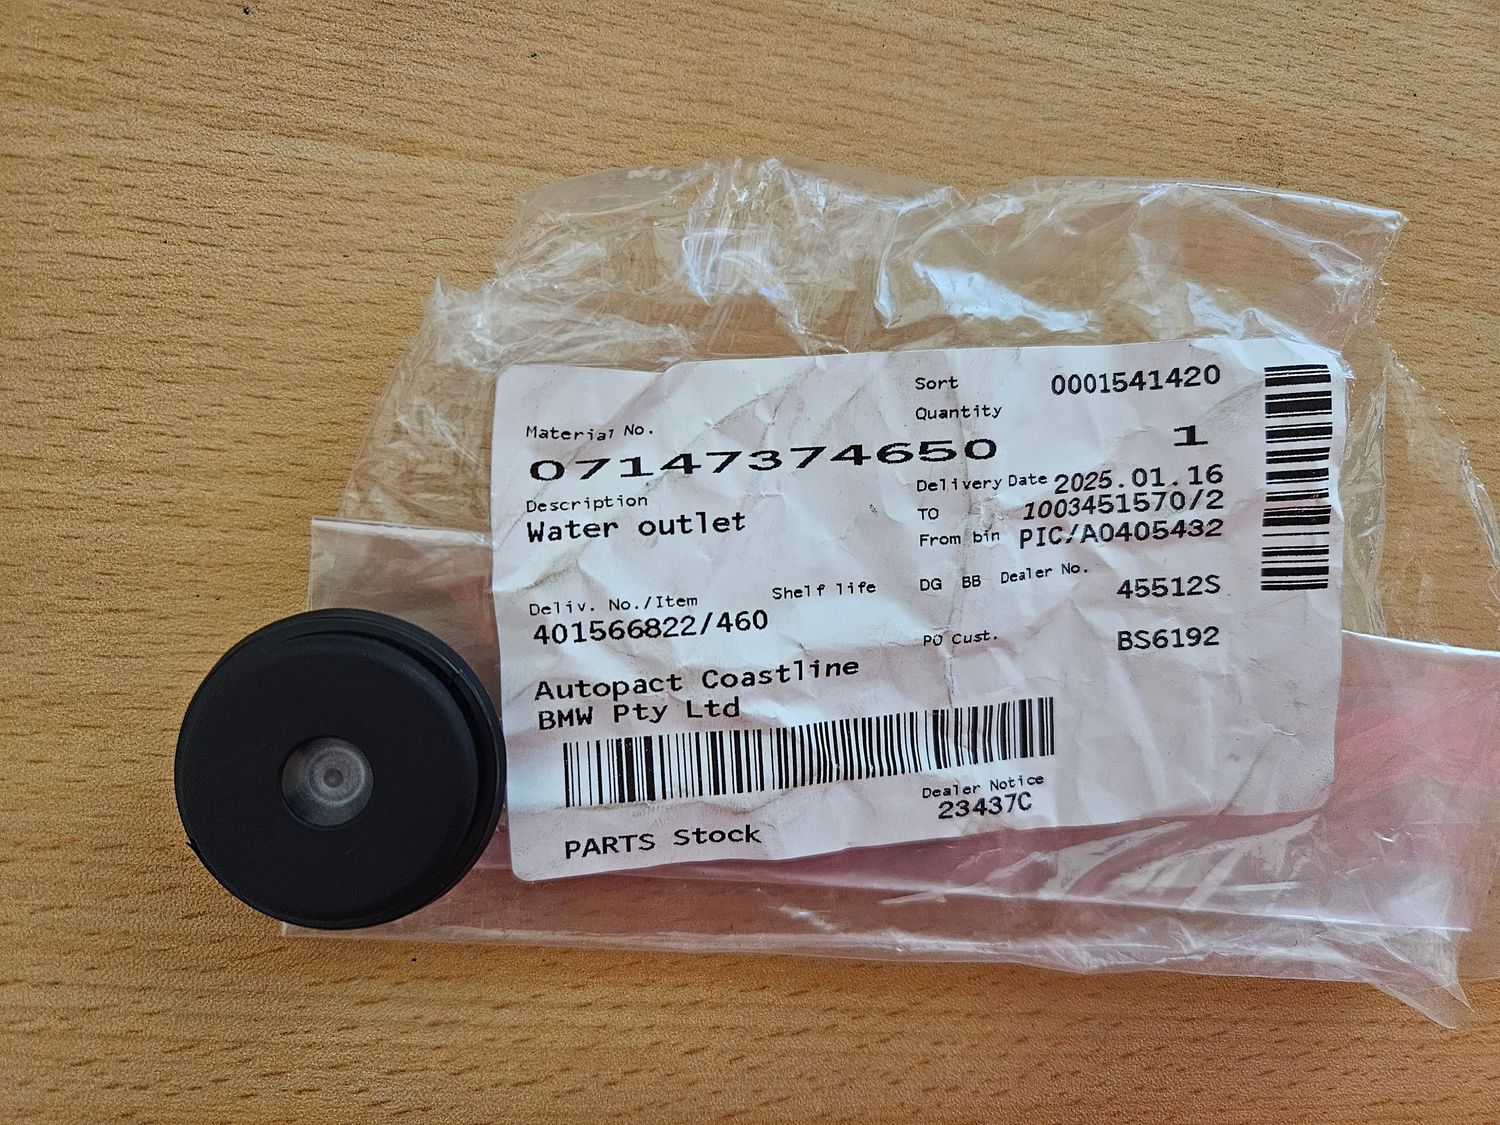 Sort 0001541420
Quantity
Material No. 1
07147374650
Delivery Date 2025.01.16
Description
TO 1003451570/2
Water outlet
From bin PIC/A0405432
Shelf life DG BB Dealer No.
Deliv. No./Item 45512S
401566822/460
PO Cust. BS6192
Autopact Coastline
BMW Pty Ltd
Dealer Notice
23437C
PARTS Stock